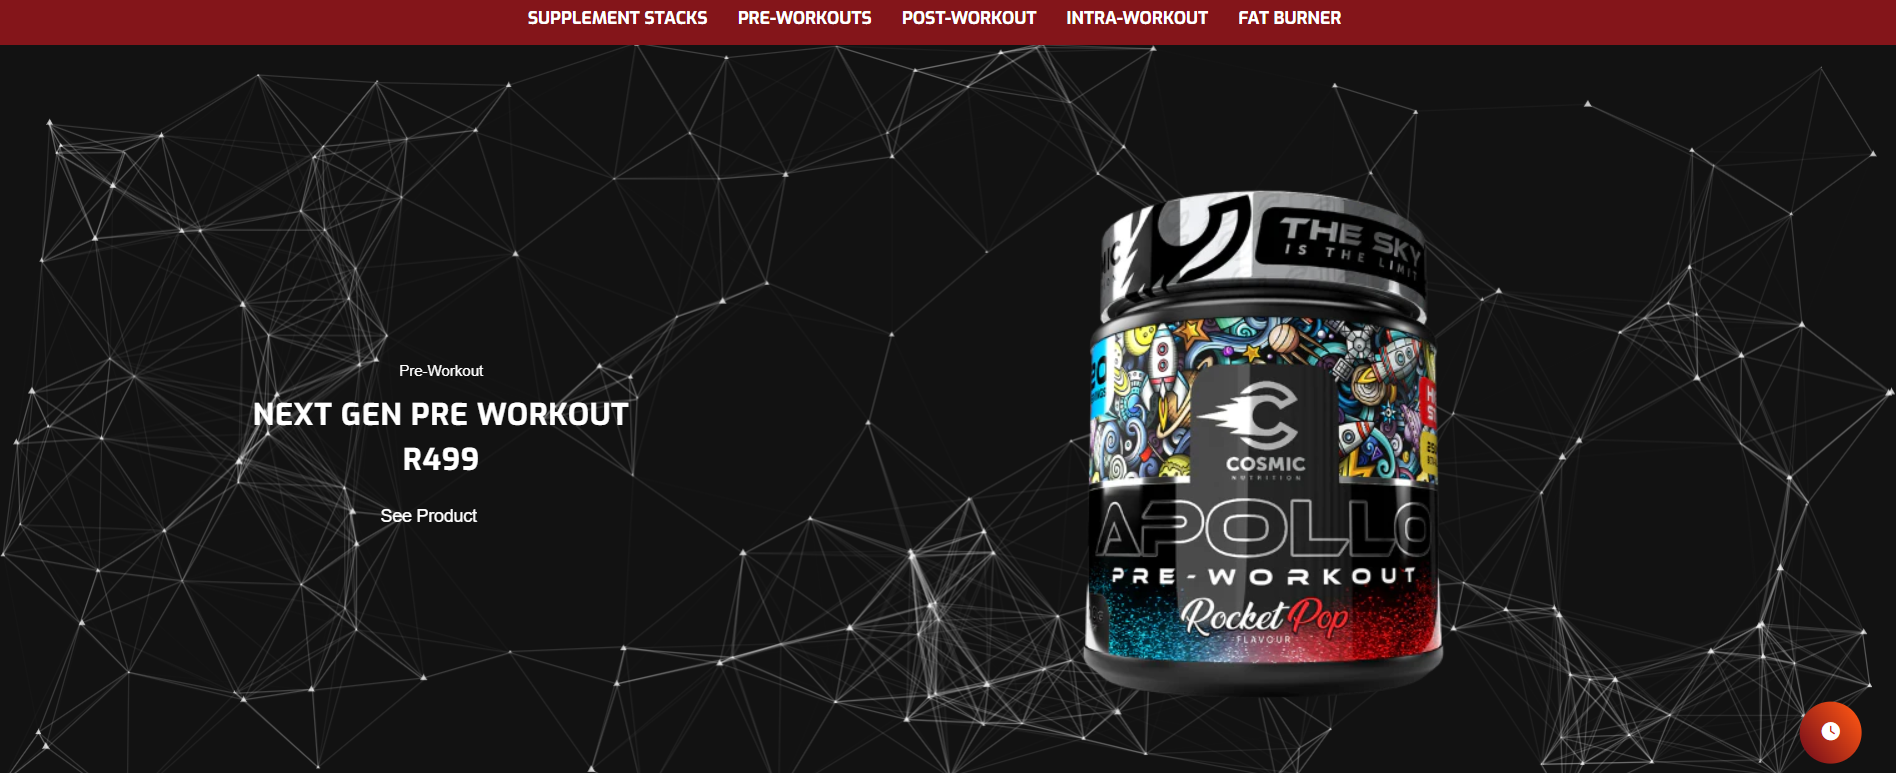 SUPPLEMENT STACKS PRE-WORKOUTS POST-WORKOUT INTRA-WORKOUT FAT BURNER
THE SKY
IS THE LIMIT
Pre-Workout
NEXT GEN PRE WORKOUT
R499
See Product
COSMIC
NUTRITION
APOLLO
PRE-WORKOUT
Rocket Pop
FLAVOUR